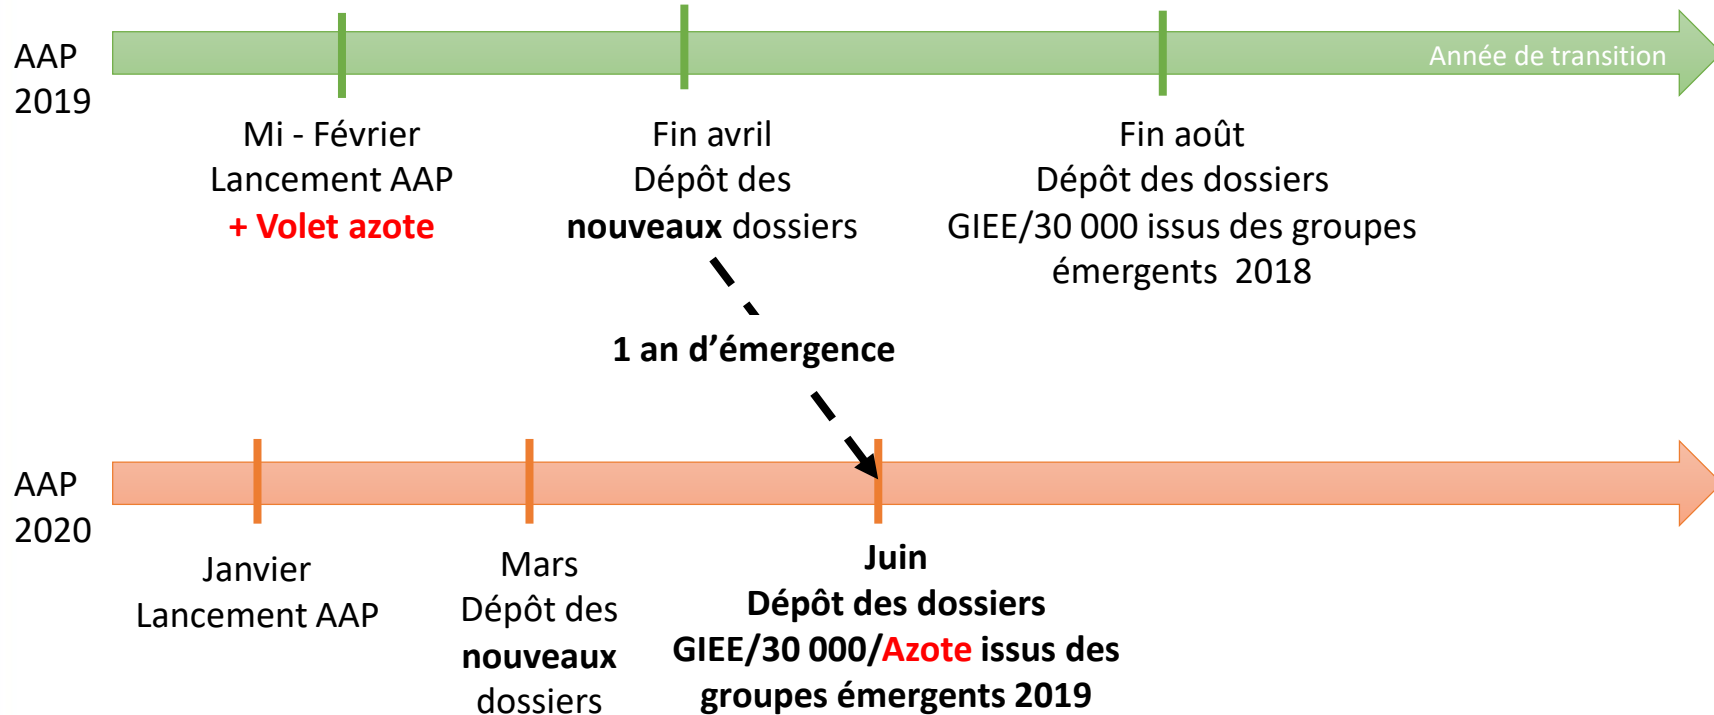 AAP
2019
Année de transition
Mi - Février
Lancement AAP
+ Volet azote
Fin avril
Dépôt des
nouveaux dossiers
Fin août
Dépôt des dossiers
GIEE/30 000 issus des groupes
émergents 2018
1 an d’émergence
AAP
2020
Janvier
Lancement AAP
Mars
Dépôt des
nouveaux
dossiers
Juin
Dépôt des dossiers
GIEE/30 000/Azote issus des
groupes émergents 2019